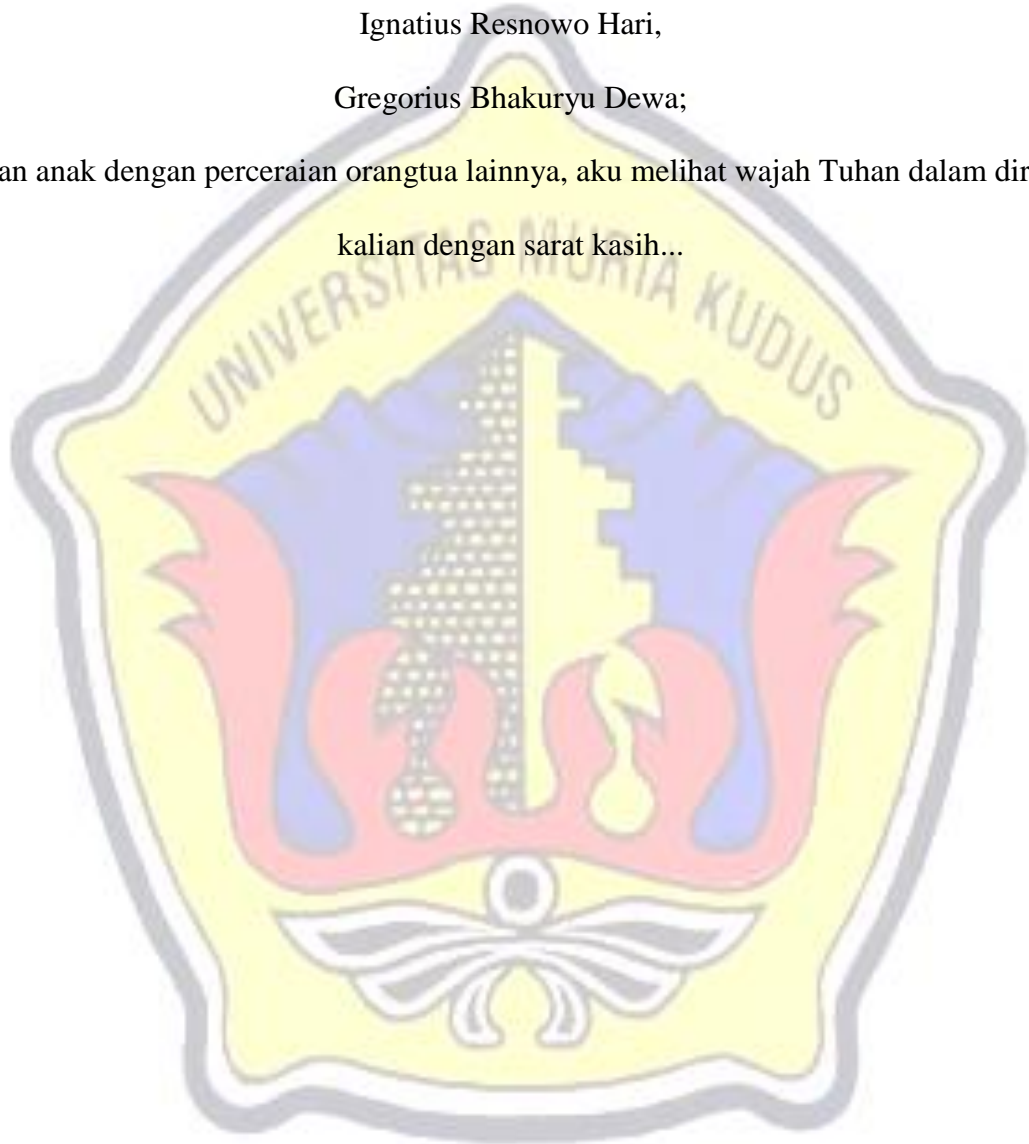 Ignatius Resnowo Hari,
Gregorius Bhakuryu Dewa;
an anak dengan perceraian orangtua lainnya, aku melihat wajah Tuhan dalam dir
kalian dengan sarat kasih...
UNIVERSITAS MURIA KUDUS